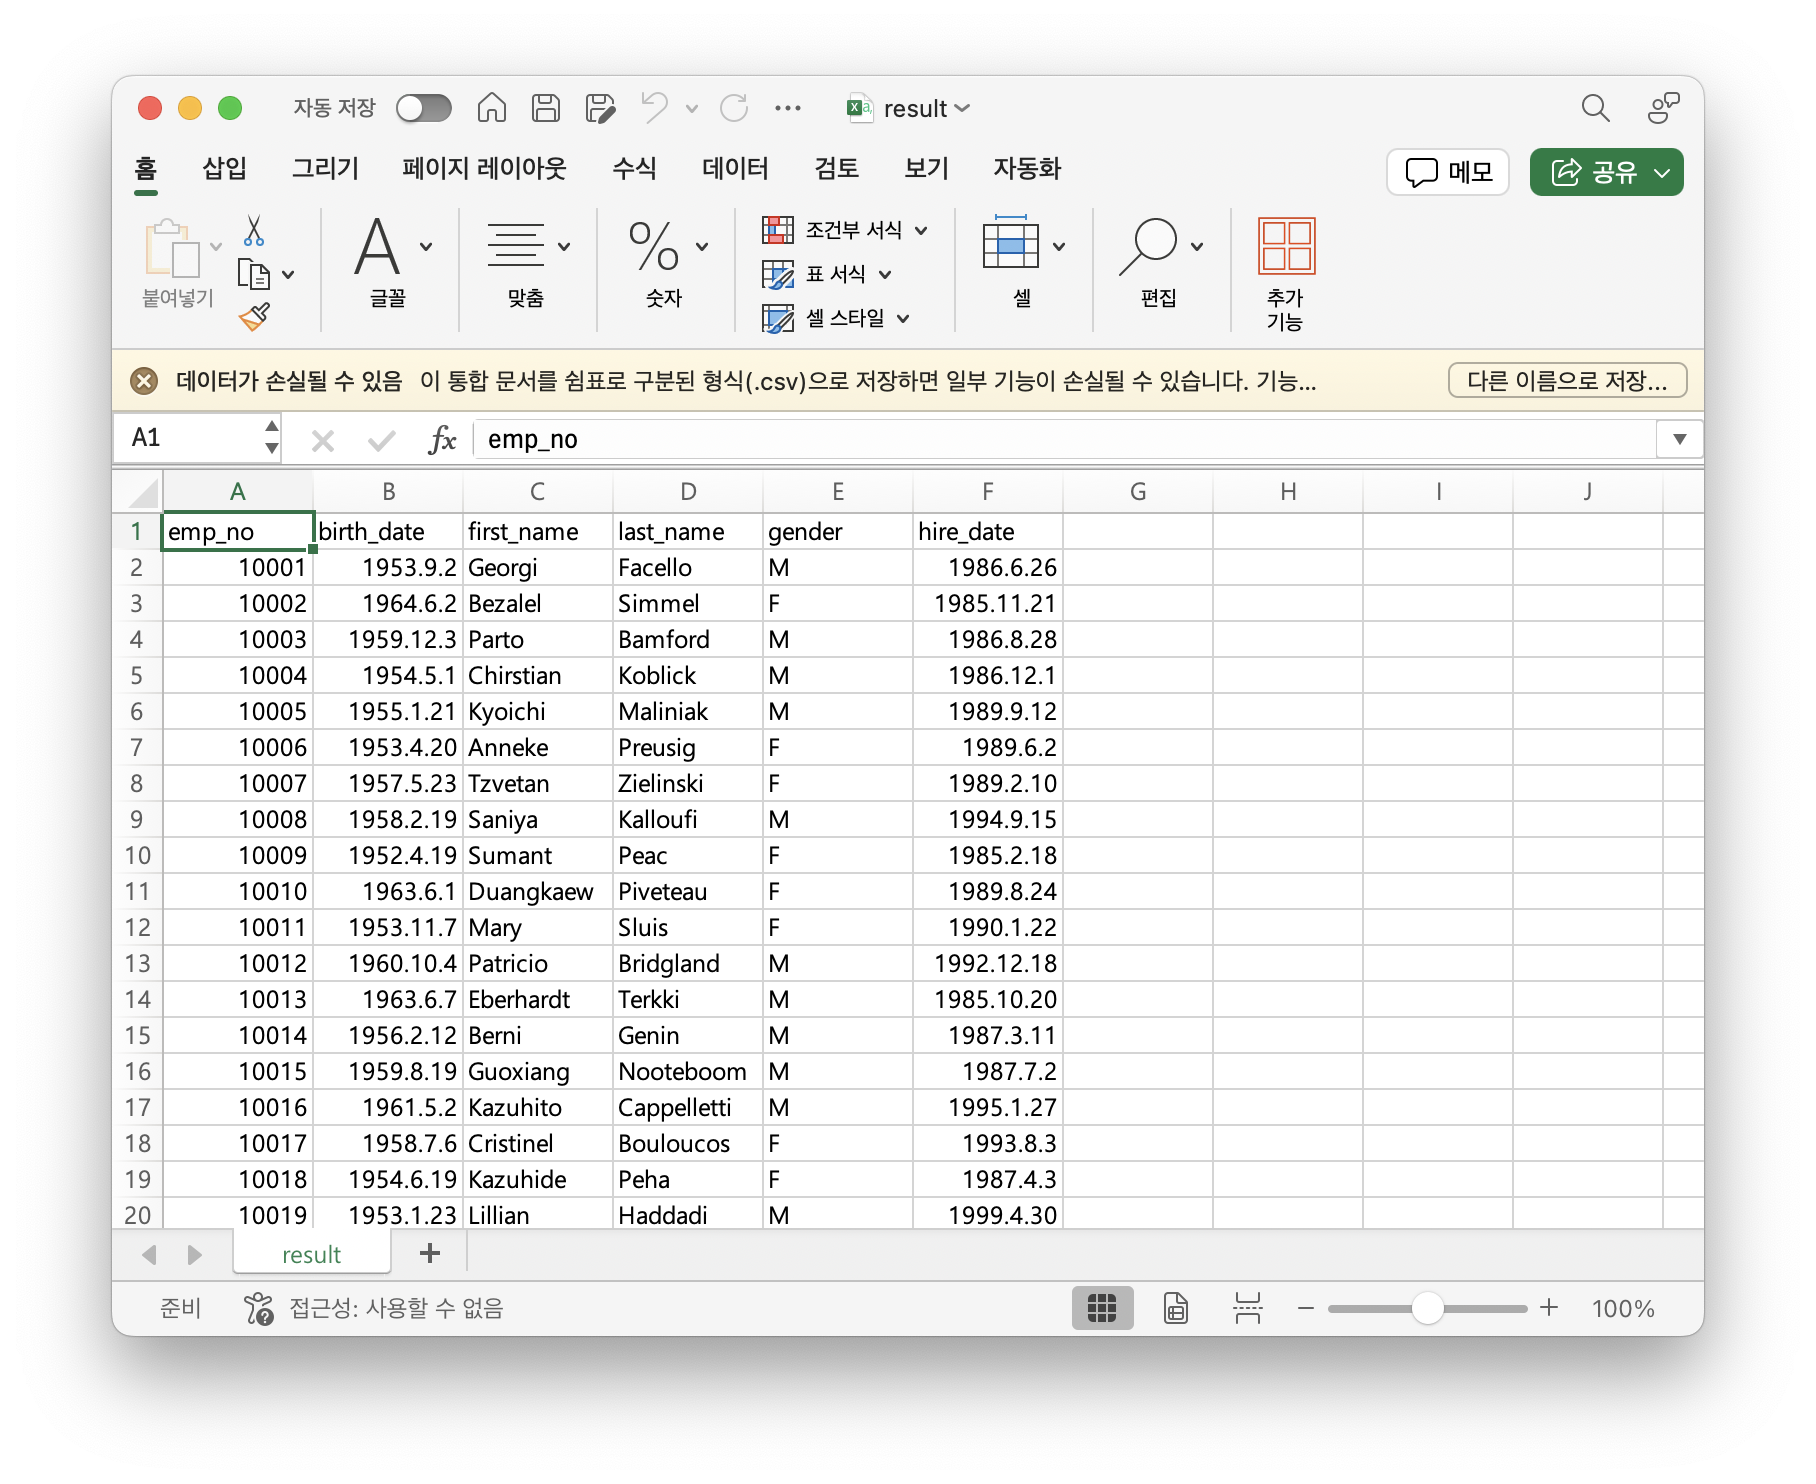 자동 저장 result
홈 삽입 그리기 페이지 레이아웃 수식 데이터 검토 보기 자동화 메모 공유
붙여넣기 글꼴 맞춤 숫자 조건부 서식 표 서식 셀 스타일 셀 편집 추가 기능
데이터가 손실될 수 있음 이 통합 문서를 쉼표로 구분된 형식(.csv)으로 저장하면 일부 기능이 손실될 수 있습니다. 기능... 다른 이름으로 저장...
A1 fx emp_no
A B C D E F G H I J
1 emp_no birth_date first_name last_name gender hire_date
2 10001 1953.9.2 Georgi Facello M 1986.6.26
3 10002 1964.6.2 Bezalel Simmel F 1985.11.21
4 10003 1959.12.3 Parto Bamford M 1986.8.28
5 10004 1954.5.1 Chirstian Koblick M 1986.12.1
6 10005 1955.1.21 Kyoichi Maliniak M 1989.9.12
7 10006 1953.4.20 Anneke Preusig F 1989.6.2
8 10007 1957.5.23 Tzvetan Zielinski F 1989.2.10
9 10008 1958.2.19 Saniya Kalloufi M 1994.9.15
10 10009 1952.4.19 Sumant Peac F 1985.2.18
11 10010 1963.6.1 Duangkaew Piveteau F 1989.8.24
12 10011 1953.11.7 Mary Sluis F 1990.1.22
13 10012 1960.10.4 Patricio Bridgland M 1992.12.18
14 10013 1963.6.7 Eberhardt Terkki M 1985.10.20
15 10014 1956.2.12 Berni Genin M 1987.3.11
16 10015 1959.8.19 Guoxiang Nooteboom M 1987.7.2
17 10016 1961.5.2 Kazuhito Cappelletti M 1995.1.27
18 10017 1958.7.6 Cristinel Bouloucos F 1993.8.3
19 10018 1954.6.19 Kazuhide Peha F 1987.4.3
20 10019 1953.1.23 Lillian Haddadi M 1999.4.30
result
준비 접근성: 사용할 수 없음 100%